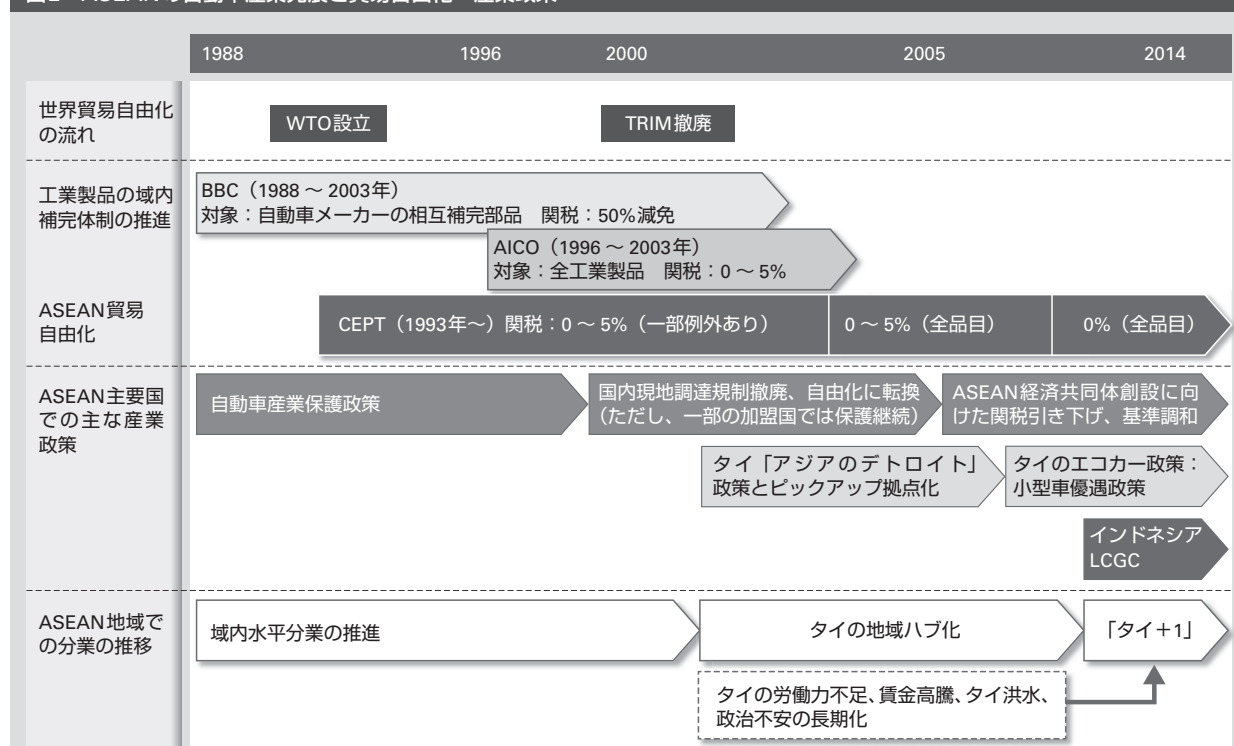 1988 1996 2000 2005 2014
世界貿易自由化
の流れ
WTO設立 TRIM撤廃
工業製品の域内
補完体制の推進
BBC（1988 ～ 2003年）
対象：自動車メーカーの相互補完部品　関税：50%減免
AICO（1996 ～ 2003年）
対象：全工業製品　関税：0 ～ 5%
ASEAN貿易
自由化
CEPT（1993年～）関税：0 ～ 5%（一部例外あり） 0 ～ 5%（全品目） 0%（全品目）
ASEAN主要国
での主な産業
政策
自動車産業保護政策
国内現地調達規制撤廃、自由化に転換
（ただし、一部の加盟国では保護継続）
ASEAN経済共同体創設に向
けた関税引き下げ、基準調和
タイ「アジアのデトロイト」
政策とピックアップ拠点化
タイのエコカー政策：
小型車優遇政策
インドネシア
LCGC
ASEAN地域で
の分業の推移
域内水平分業の推進 タイの地域ハブ化 「タイ＋1」
タイの労働力不足、賃金高騰、タイ洪水、
政治不安の長期化